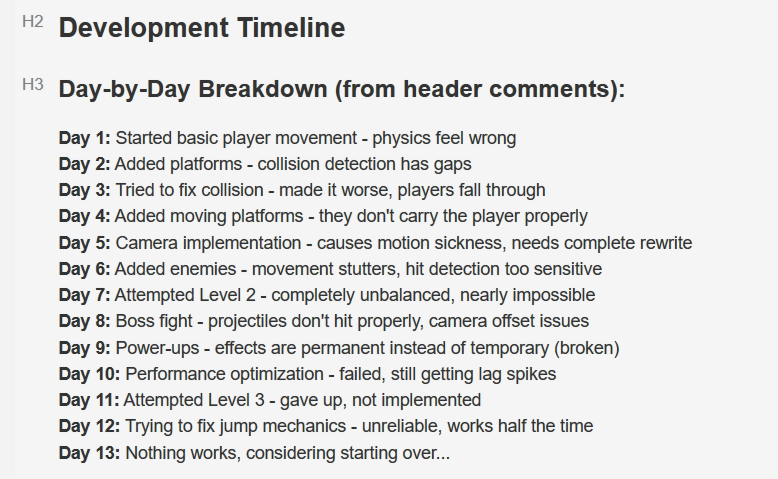 H2 Development Timeline
H3 Day-by-Day Breakdown (from header comments):
Day 1: Started basic player movement - physics feel wrong
Day 2: Added platforms - collision detection has gaps
Day 3: Tried to fix collision - made it worse, players fall through
Day 4: Added moving platforms - they don't carry the player properly
Day 5: Camera implementation - causes motion sickness, needs complete rewrite
Day 6: Added enemies - movement stutters, hit detection too sensitive
Day 7: Attempted Level 2 - completely unbalanced, nearly impossible
Day 8: Boss fight - projectiles don't hit properly, camera offset issues
Day 9: Power-ups - effects are permanent instead of temporary (broken)
Day 10: Performance optimization - failed, still getting lag spikes
Day 11: Attempted Level 3 - gave up, not implemented
Day 12: Trying to fix jump mechanics - unreliable, works half the time
Day 13: Nothing works, considering starting over...